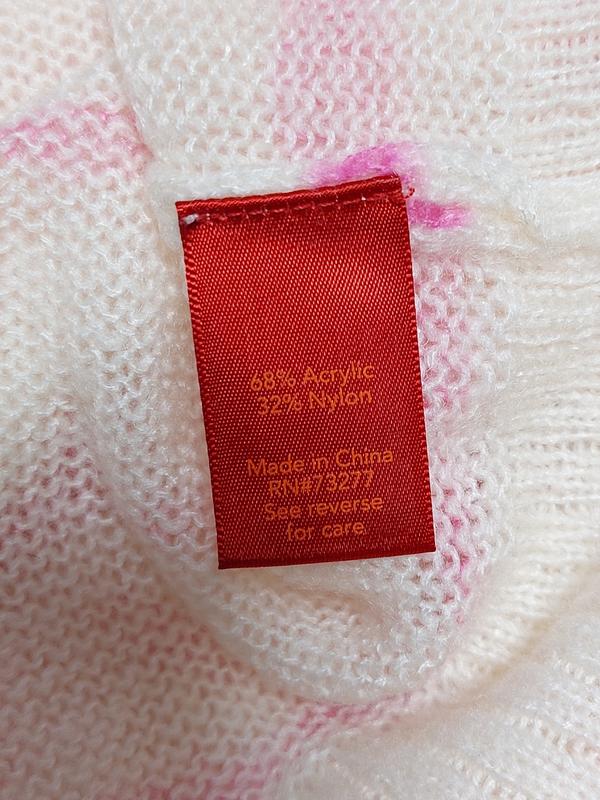 68% Acrylic
32% Nylon
Made in China
RN#73277
See reverse
for care